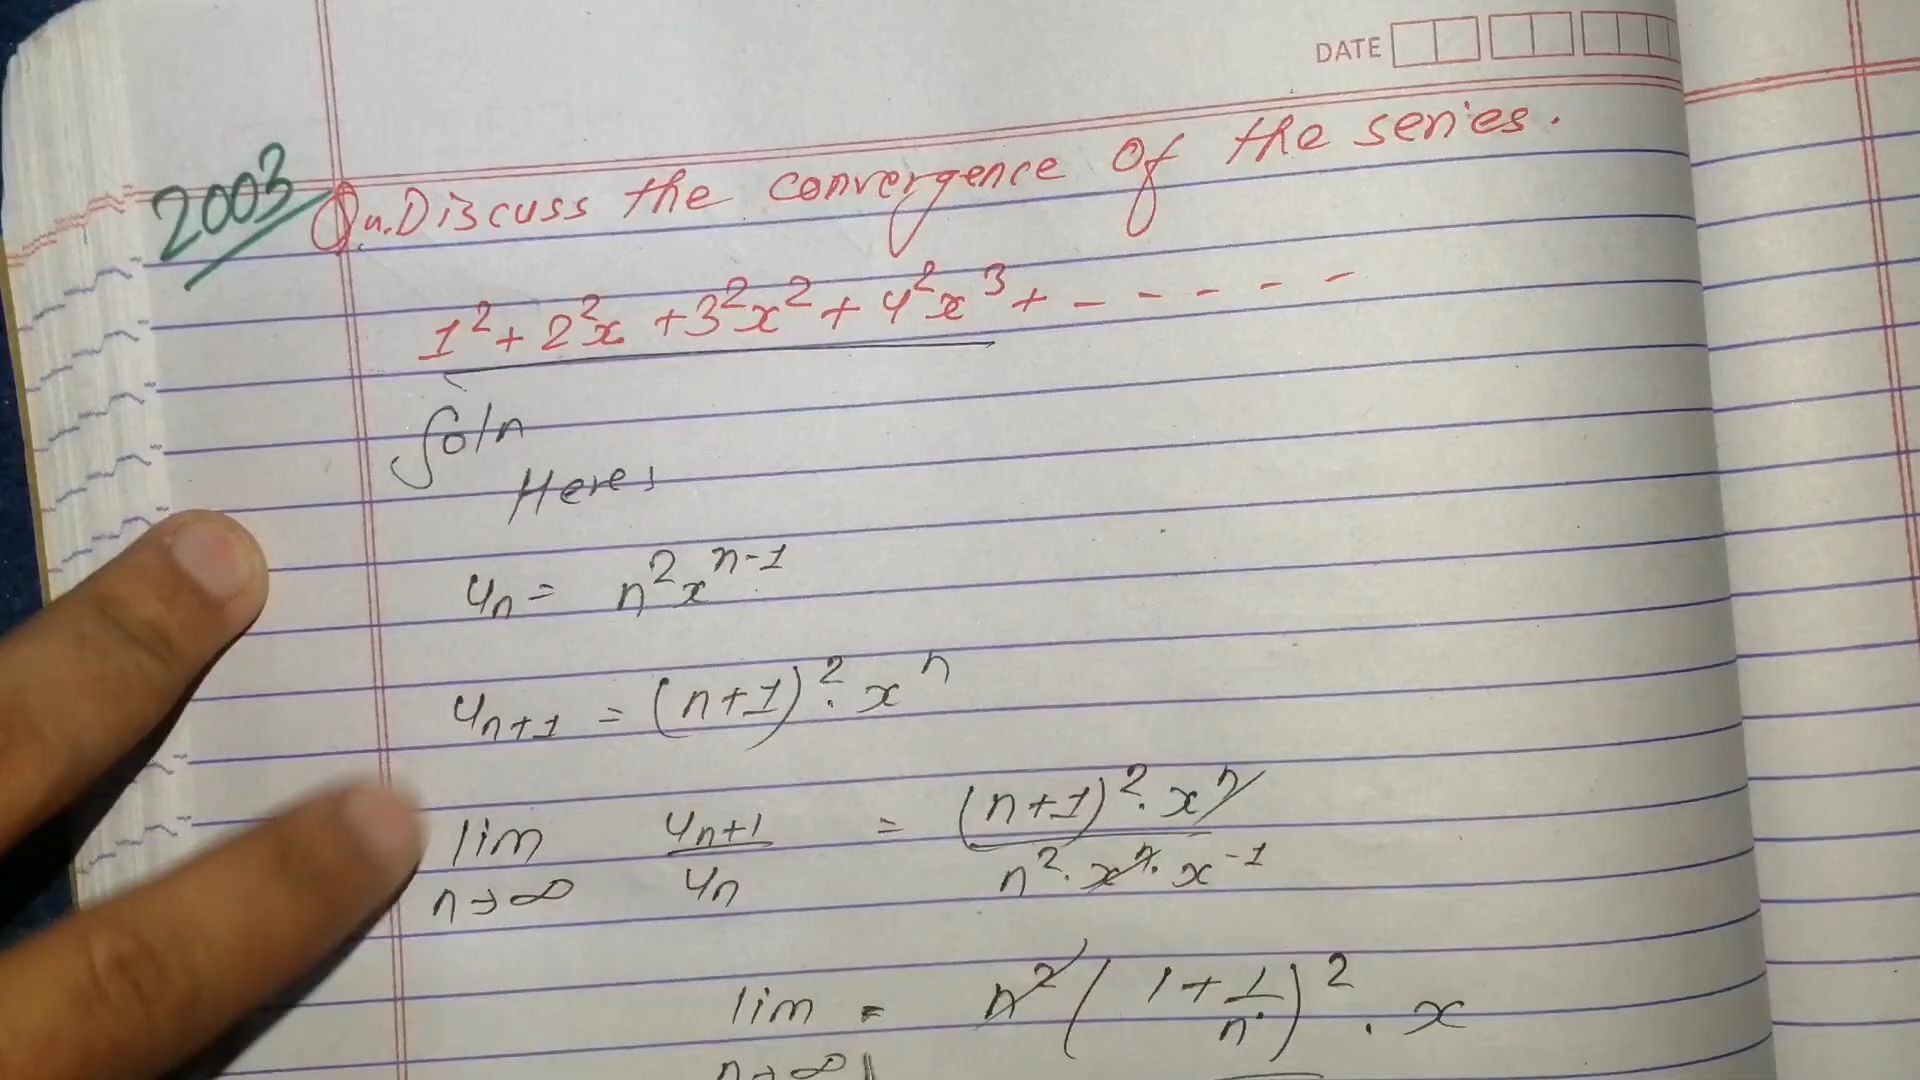 DATE
2003 Qn. Discuss the convergence Of the series.
1² + 2²x + 3²x² + 4²x³ + - - - - -
Soln
Here,
Un = n²xⁿ⁻¹
Un+1 = (n+1)².xⁿ
lim n→∞ Un+1/Un = (n+1)².xⁿ / n².xⁿ.x⁻¹
lim n→∞ = n²(1+1/n)².x